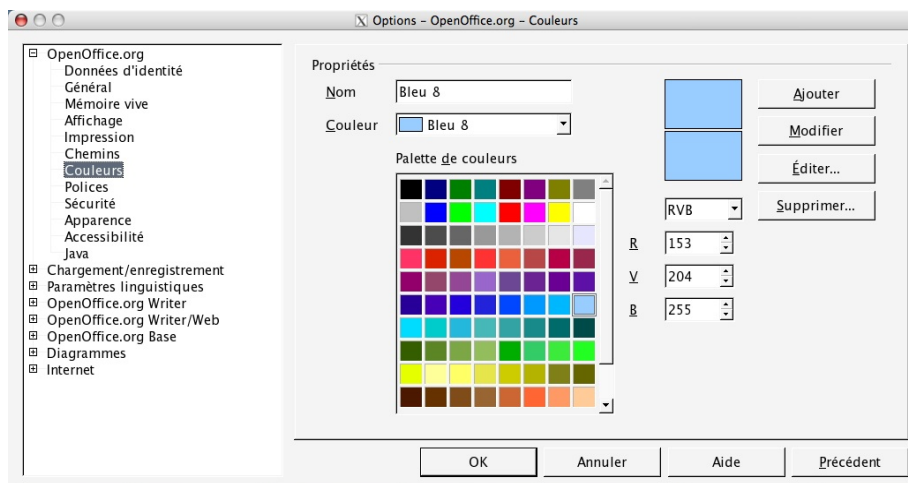 X Options – OpenOffice.org – Couleurs
OpenOffice.org
Données d'identité
Général
Mémoire vive
Affichage
Impression
Chemins
Couleurs
Polices
Sécurité
Apparence
Accessibilité
Java
Chargement/enregistrement
Paramètres linguistiques
OpenOffice.org Writer
OpenOffice.org Writer/Web
OpenOffice.org Base
Diagrammes
Internet
Propriétés
Nom Bleu 8
Couleur Bleu 8
Palette de couleurs
RVB
R 153
V 204
B 255
Ajouter
Modifier
Éditer...
Supprimer...
OK Annuler Aide Précédent